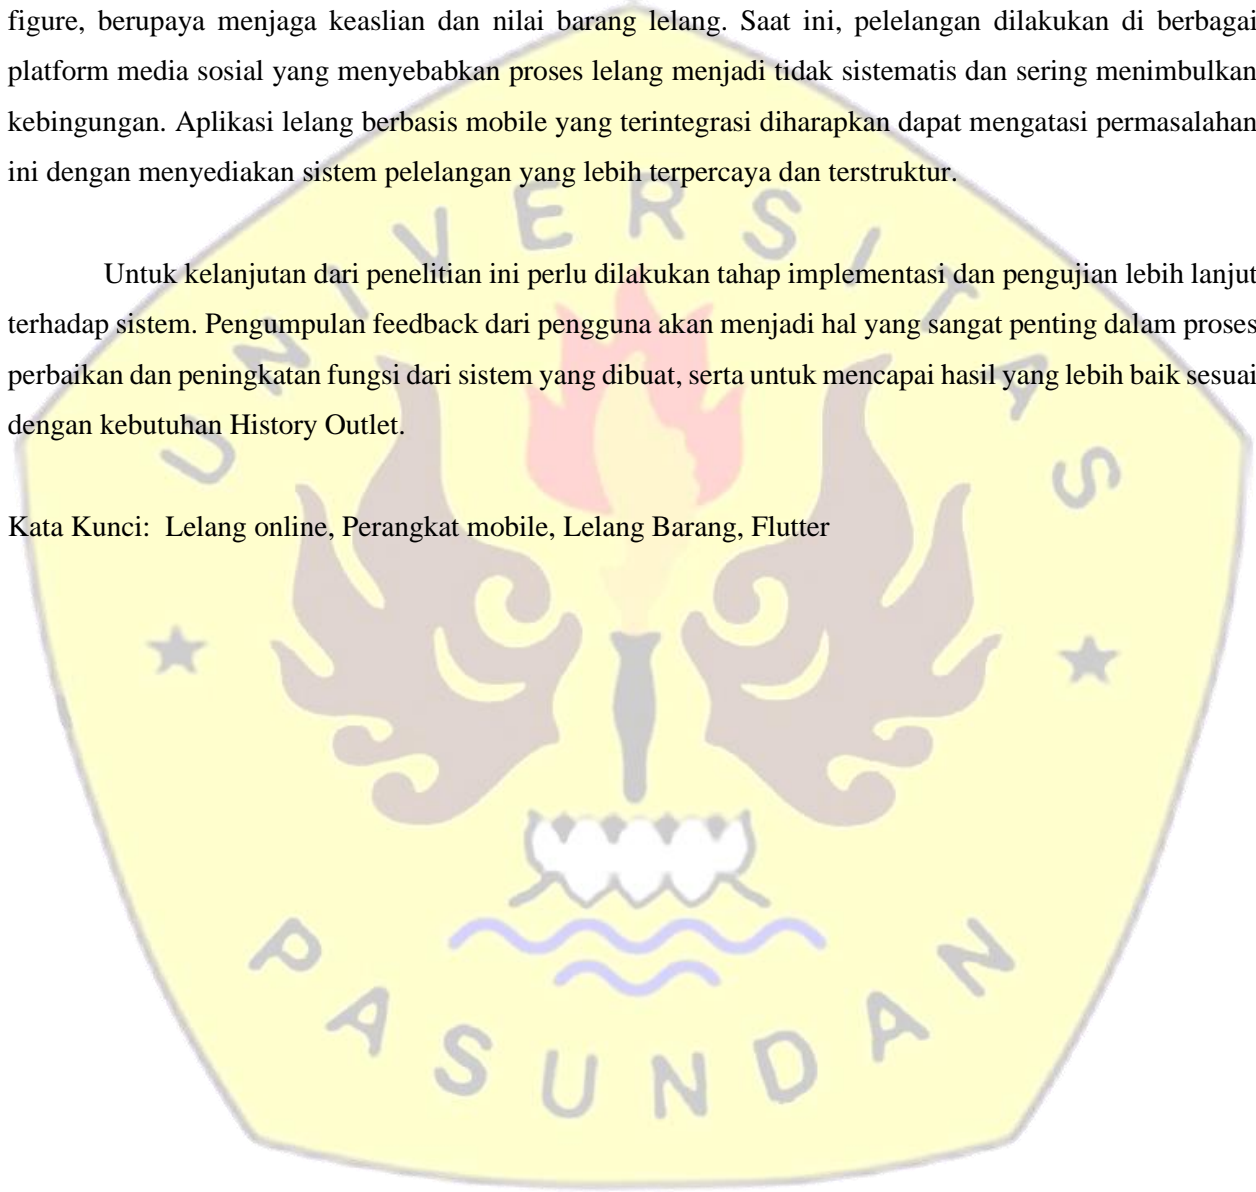 figure, berupaya menjaga keaslian dan nilai barang lelang. Saat ini, pelelangan dilakukan di berbagai
platform media sosial yang menyebabkan proses lelang menjadi tidak sistematis dan sering menimbulkan
kebingungan. Aplikasi lelang berbasis mobile yang terintegrasi diharapkan dapat mengatasi permasalahan
ini dengan menyediakan sistem pelelangan yang lebih terpercaya dan terstruktur.
Untuk kelanjutan dari penelitian ini perlu dilakukan tahap implementasi dan pengujian lebih lanjut
terhadap sistem. Pengumpulan feedback dari pengguna akan menjadi hal yang sangat penting dalam proses
perbaikan dan peningkatan fungsi dari sistem yang dibuat, serta untuk mencapai hasil yang lebih baik sesuai
dengan kebutuhan History Outlet.
Kata Kunci: Lelang online, Perangkat mobile, Lelang Barang, Flutter
UNIVERSITAS
PASUNDAN